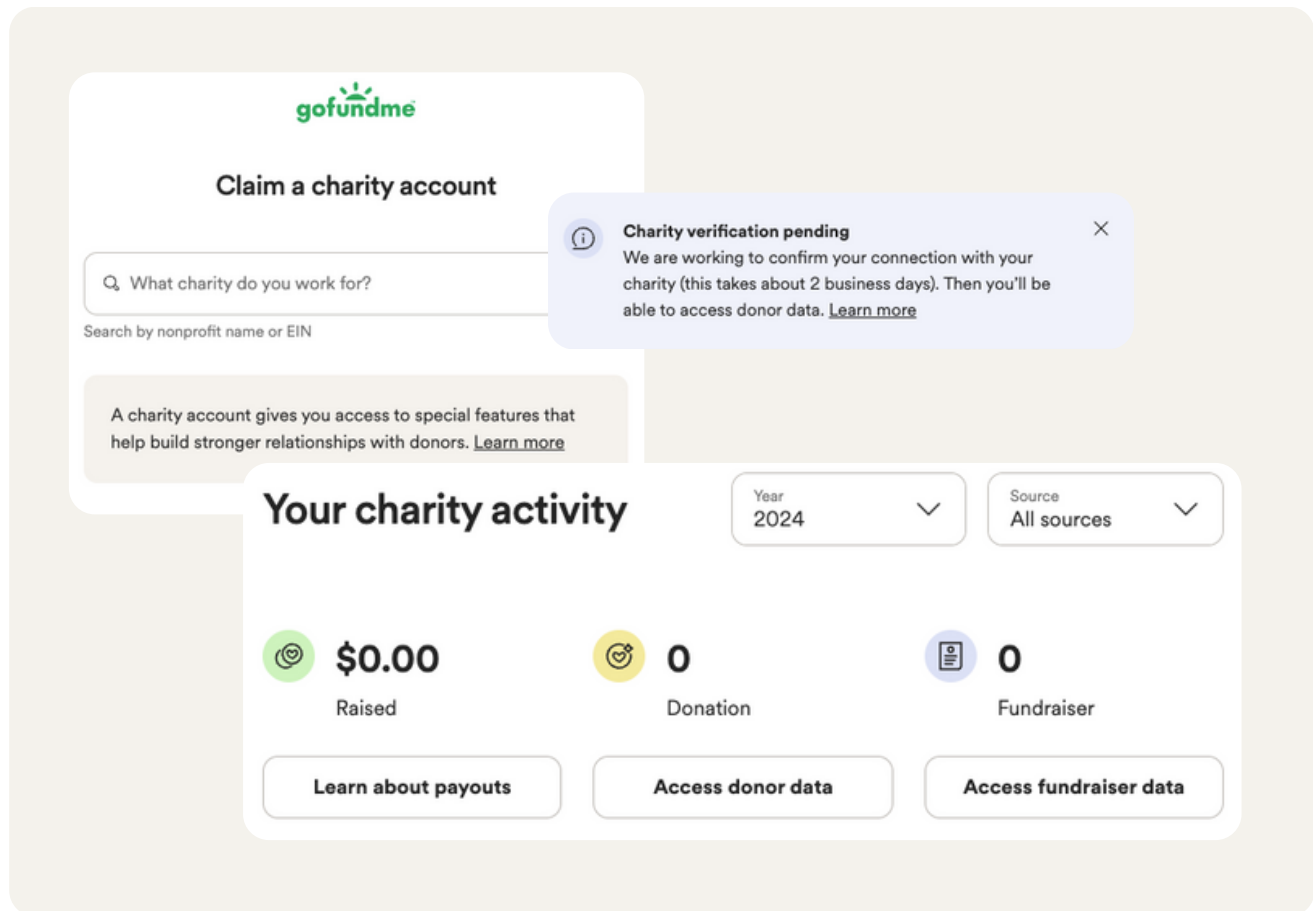 gofundme
Claim a charity account
What charity do you work for?
Search by nonprofit name or EIN
A charity account gives you access to special features that
help build stronger relationships with donors. Learn more
Charity verification pending
We are working to confirm your connection with your
charity (this takes about 2 business days). Then you'll be
able to access donor data. Learn more
Your charity activity
Year
2024
Source
All sources
$0.00
Raised
0
Donation
0
Fundraiser
Learn about payouts
Access donor data
Access fundraiser data